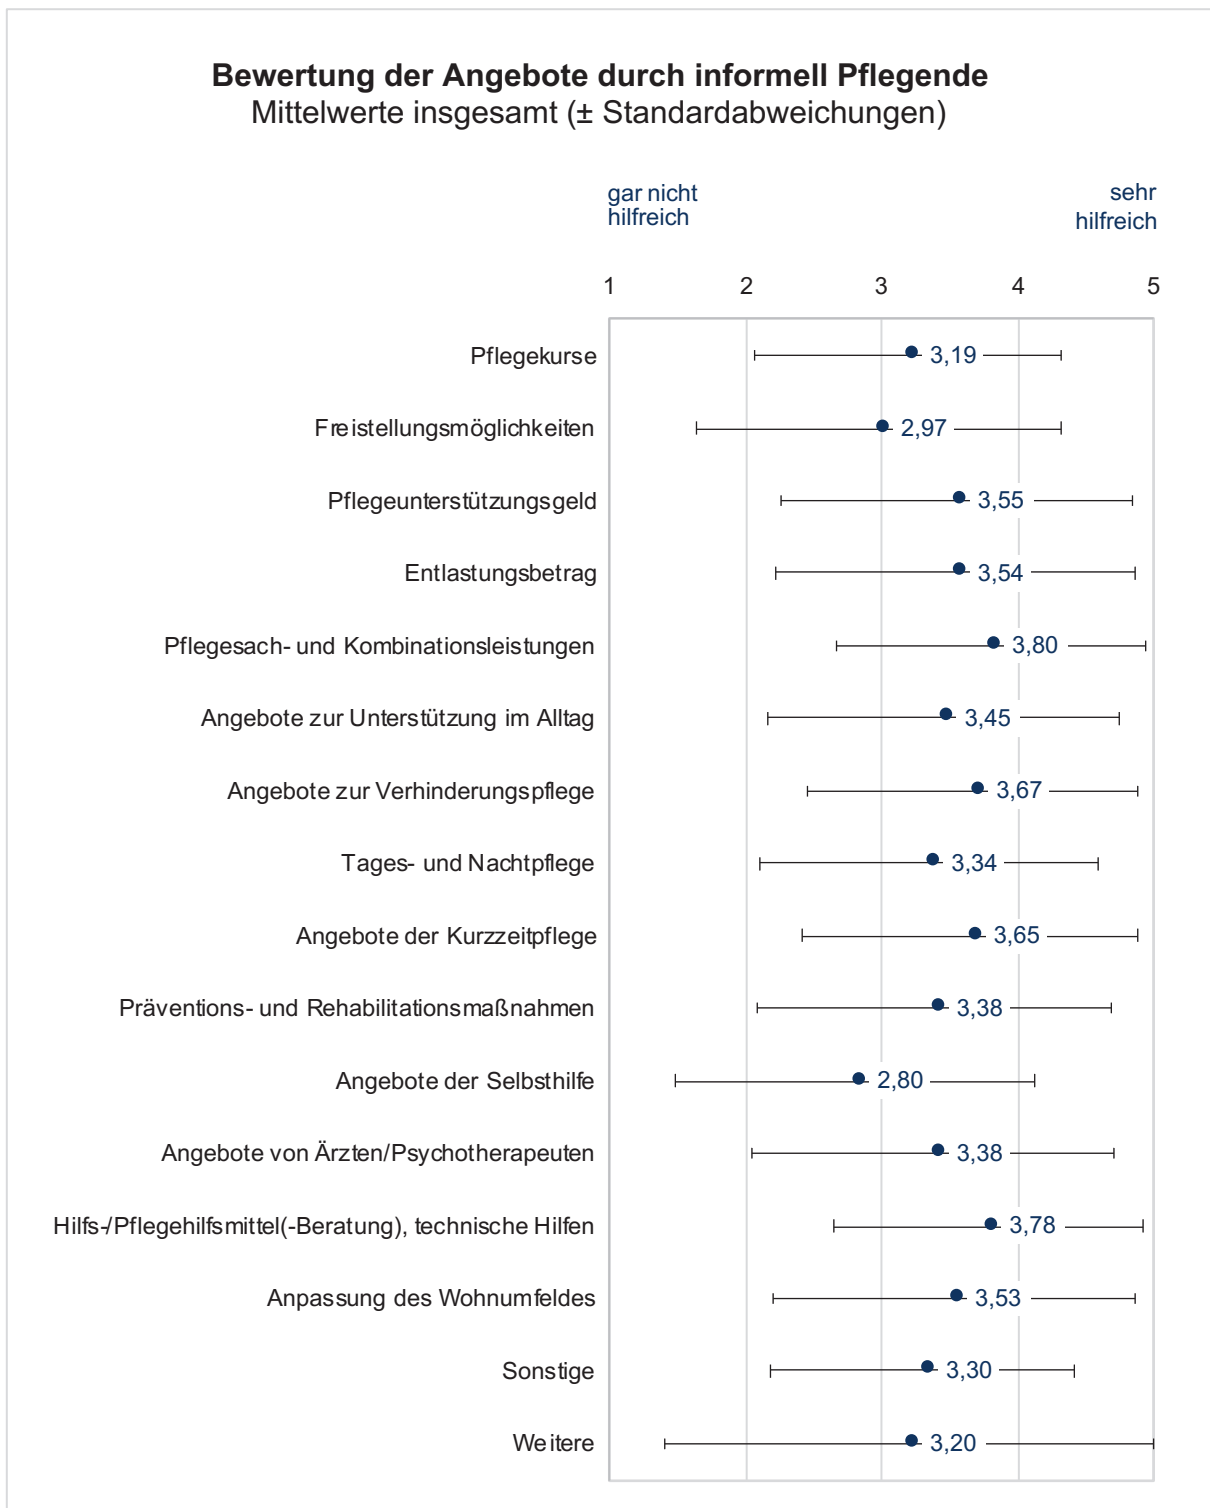 Bewertung der Angebote durch informell Pflegende
Mittelwerte insgesamt (± Standardabweichungen)
gar nicht
hilfreich
sehr
hilfreich
1 2 3 4 5
Pflegekurse 3,19
Freistellungsmöglichkeiten 2,97
Pflegeunterstützungsgeld 3,55
Entlastungsbetrag 3,54
Pflegesach- und Kombinationsleistungen 3,80
Angebote zur Unterstützung im Alltag 3,45
Angebote zur Verhinderungspflege 3,67
Tages- und Nachtpflege 3,34
Angebote der Kurzzeitpflege 3,65
Präventions- und Rehabilitationsmaßnahmen 3,38
Angebote der Selbsthilfe 2,80
Angebote von Ärzten/Psychotherapeuten 3,38
Hilfs-/Pflegehilfsmittel(-Beratung), technische Hilfen 3,78
Anpassung des Wohnumfeldes 3,53
Sonstige 3,30
Weitere 3,20